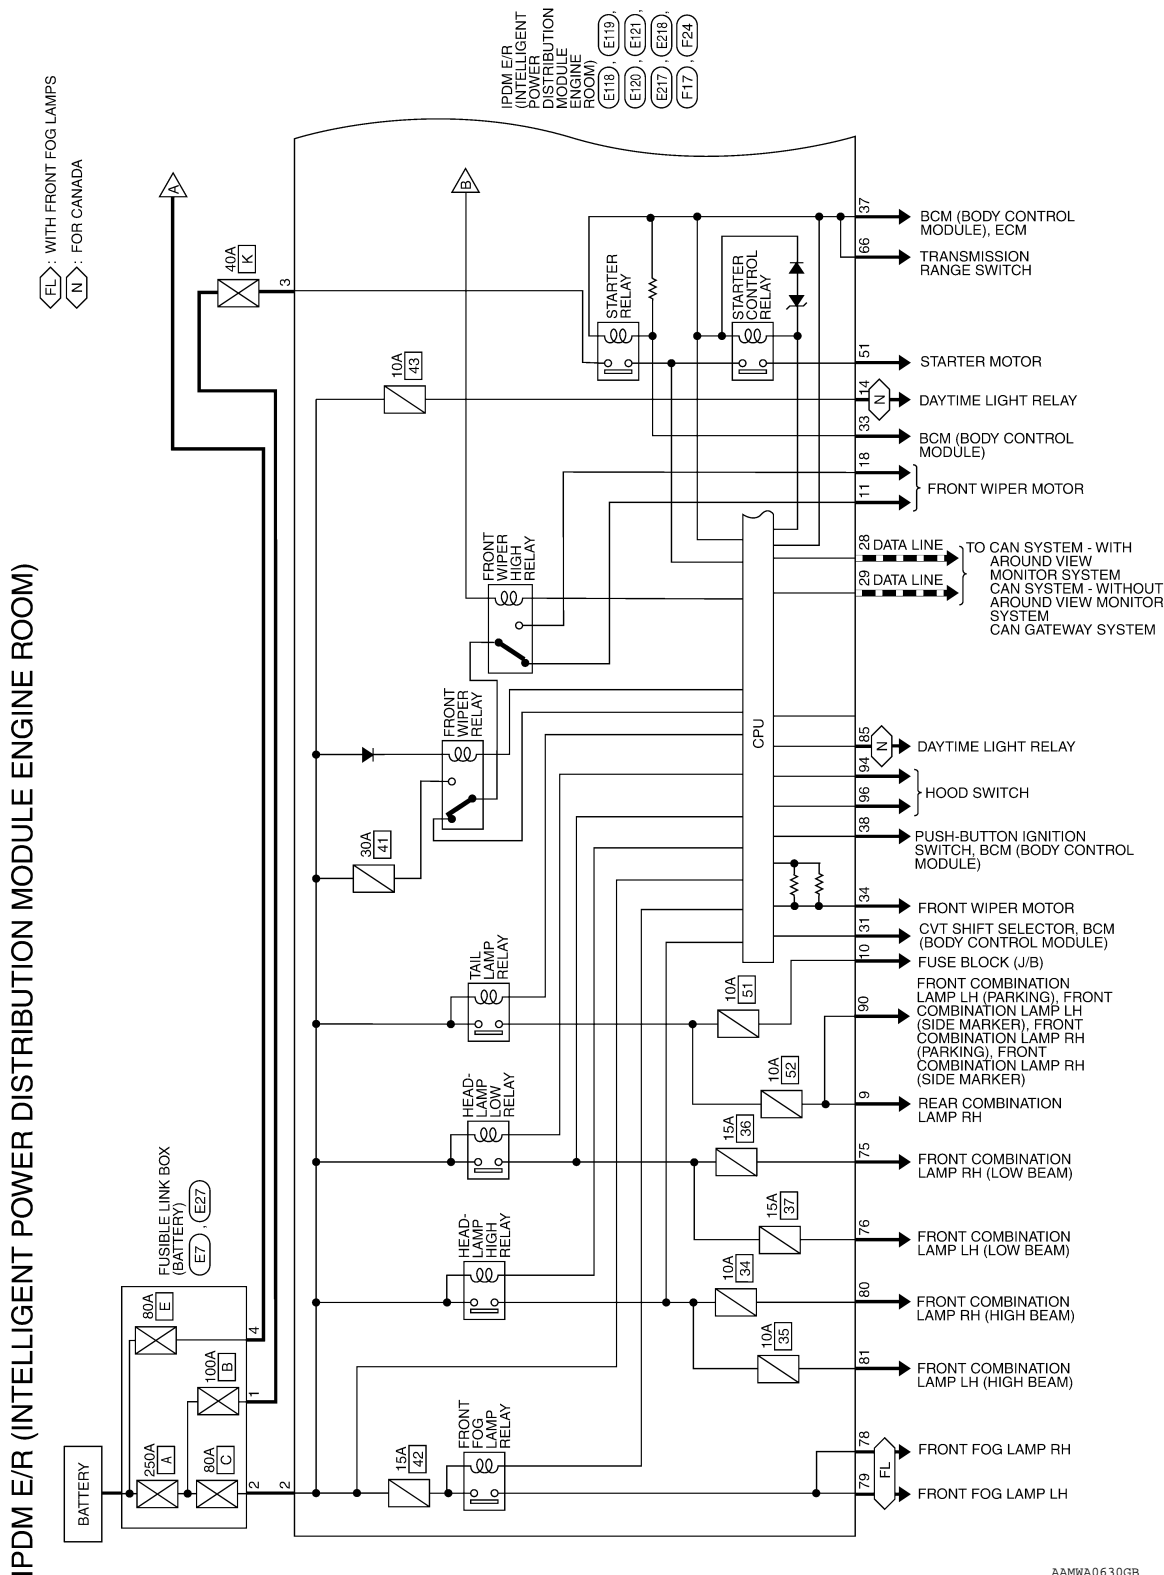 IPDM E/R (INTELLIGENT POWER DISTRIBUTION MODULE ENGINE ROOM)
FL : WITH FRONT FOG LAMPS
N : FOR CANADA
IPDM E/R
(INTELLIGENT
POWER
DISTRIBUTION
MODULE
ENGINE
ROOM)
E118 , E119 ,
E120 , E121 ,
E217 , E218 ,
F17 , F24
A
B
40A
K
3
10A
43
STARTER
RELAY
STARTER
CONTROL
RELAY
37
BCM (BODY CONTROL
MODULE), ECM
66
TRANSMISSION
RANGE SWITCH
51
STARTER MOTOR
14
N
DAYTIME LIGHT RELAY
33
BCM (BODY CONTROL
MODULE)
18
11
FRONT WIPER MOTOR
FRONT
WIPER
HIGH
RELAY
28
DATA LINE
29
DATA LINE
TO CAN SYSTEM - WITH
AROUND VIEW
MONITOR SYSTEM
CAN SYSTEM - WITHOUT
AROUND VIEW MONITOR
SYSTEM
CAN GATEWAY SYSTEM
FRONT
WIPER
RELAY
CPU
30A
41
85
N
DAYTIME LIGHT RELAY
94
96
HOOD SWITCH
38
PUSH-BUTTON IGNITION
SWITCH, BCM (BODY CONTROL
MODULE)
34
FRONT WIPER MOTOR
31
CVT SHIFT SELECTOR, BCM
(BODY CONTROL MODULE)
10
FUSE BLOCK (J/B)
TAIL
LAMP
RELAY
10A
51
90
FRONT COMBINATION
LAMP LH (PARKING), FRONT
COMBINATION LAMP LH
(SIDE MARKER), FRONT
COMBINATION LAMP RH
(PARKING), FRONT
COMBINATION LAMP RH
(SIDE MARKER)
10A
52
9
REAR COMBINATION
LAMP RH
HEAD-
LAMP
LOW
RELAY
15A
36
75
FRONT COMBINATION
LAMP RH (LOW BEAM)
15A
37
76
FRONT COMBINATION
LAMP LH (LOW BEAM)
FUSIBLE LINK BOX
(BATTERY)
E7 , E27
HEAD-
LAMP
HIGH
RELAY
10A
34
80
FRONT COMBINATION
LAMP RH (HIGH BEAM)
10A
35
81
FRONT COMBINATION
LAMP LH (HIGH BEAM)
80A
E
4
100A
B
1
BATTERY
250A
A
80A
C
2
2
15A
42
FRONT
FOG
LAMP
RELAY
78
FRONT FOG LAMP RH
FL
79
FRONT FOG LAMP LH
AAMWA0630GB